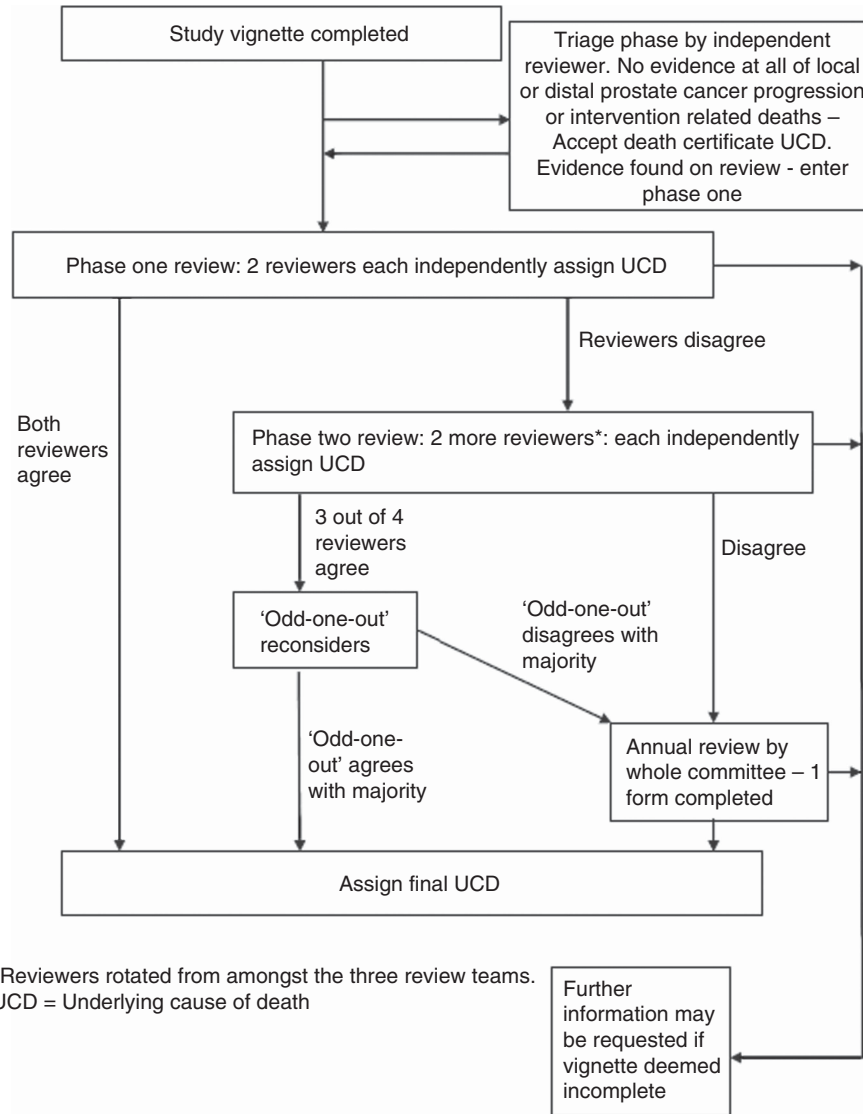 Study vignette completed
Triage phase by independent
reviewer. No evidence at all of local
or distal prostate cancer progression
or intervention related deaths –
Accept death certificate UCD.
Evidence found on review - enter
phase one
Phase one review: 2 reviewers each independently assign UCD
Reviewers disagree
Both
reviewers
agree
Phase two review: 2 more reviewers*: each independently
assign UCD
3 out of 4
reviewers
agree
Disagree
‘Odd-one-out’
reconsiders
‘Odd-one-out’
disagrees with
majority
‘Odd-one-
out’ agrees
with majority
Annual review by
whole committee – 1
form completed
Assign final UCD
Reviewers rotated from amongst the three review teams.
UCD = Underlying cause of death
Further
information may
be requested if
vignette deemed
incomplete